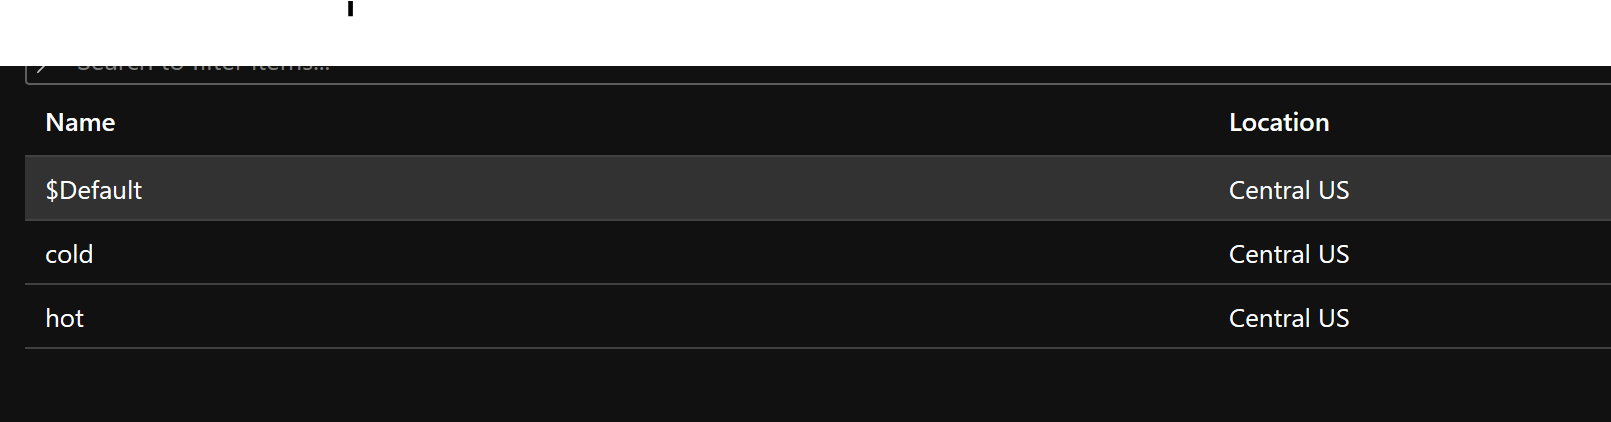 Search to filter items...
Name Location
$Default Central US
cold Central US
hot Central US